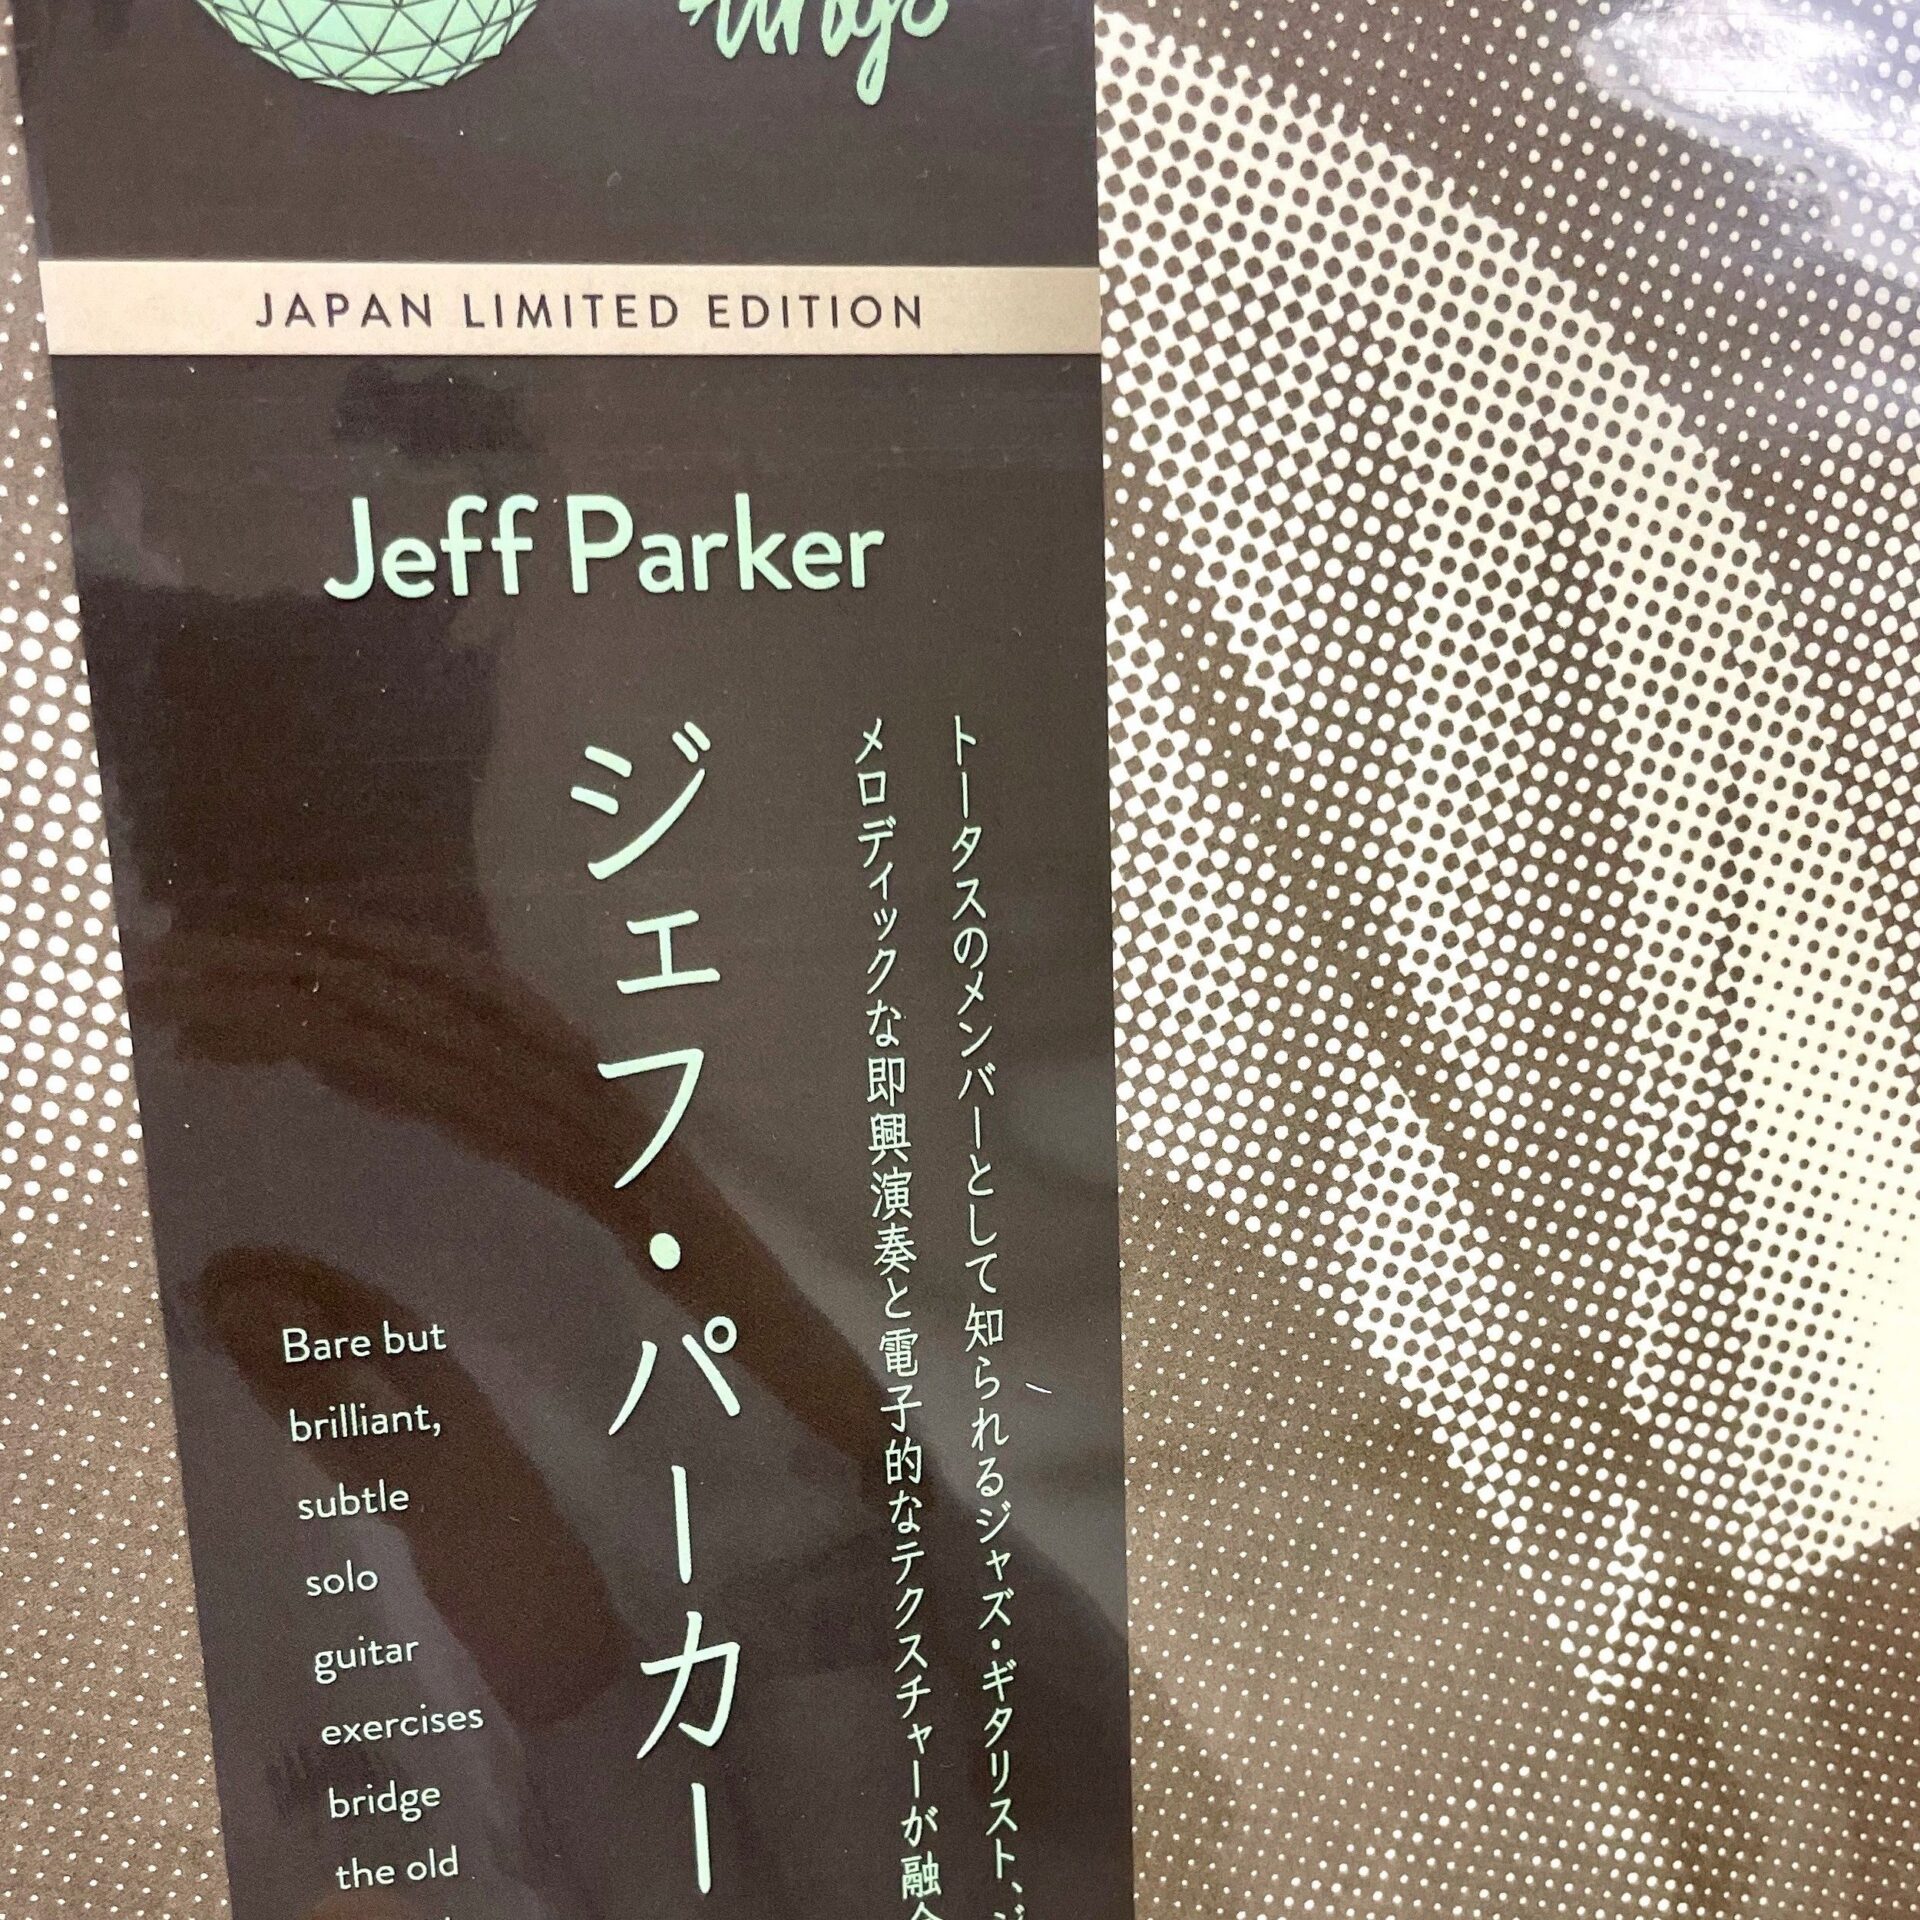 JAPAN LIMITED EDITION
Jeff Parker
トータスのメンバーとして知られるジャズ・ギタリスト、ジ
メロディックな即興演奏と電子的なテクスチャーが融
ジェフ・パーカー
Bare but
brilliant,
subtle
solo
guitar
exercises
bridge
the old